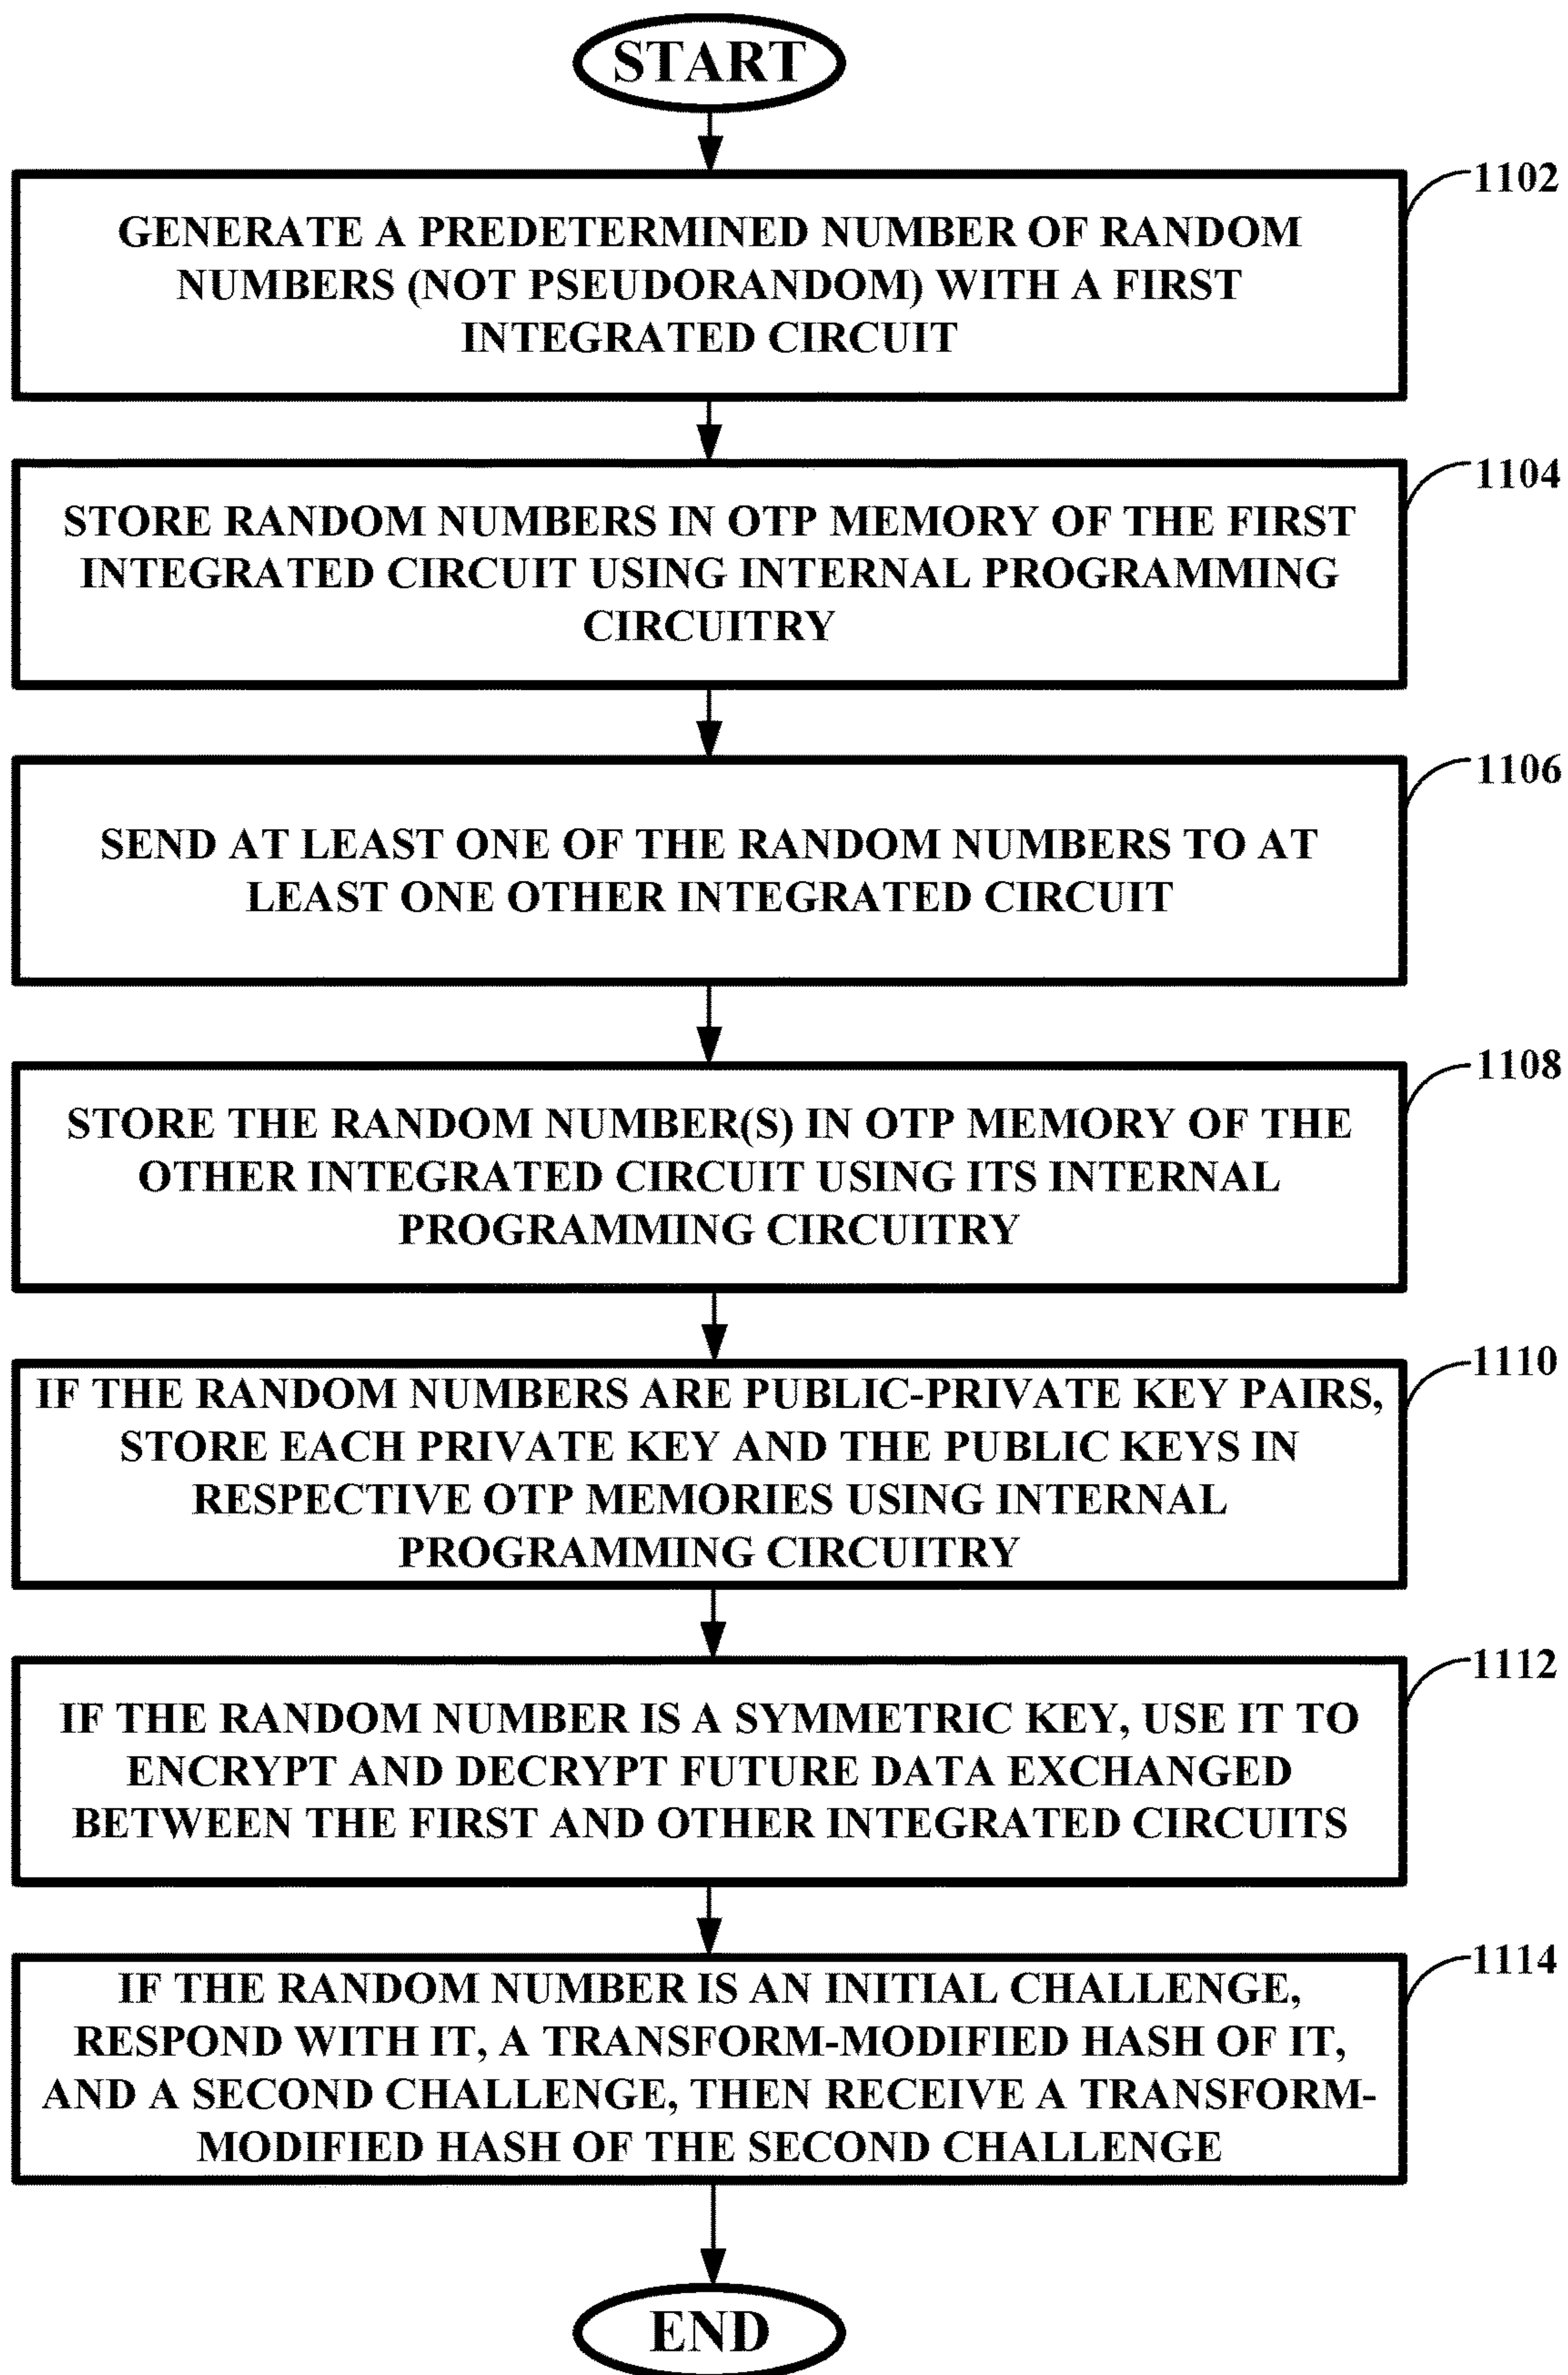 START
1102
GENERATE A PREDETERMINED NUMBER OF RANDOM
NUMBERS (NOT PSEUDORANDOM) WITH A FIRST
INTEGRATED CIRCUIT
1104
STORE RANDOM NUMBERS IN OTP MEMORY OF THE FIRST
INTEGRATED CIRCUIT USING INTERNAL PROGRAMMING
CIRCUITRY
1106
SEND AT LEAST ONE OF THE RANDOM NUMBERS TO AT
LEAST ONE OTHER INTEGRATED CIRCUIT
1108
STORE THE RANDOM NUMBER(S) IN OTP MEMORY OF THE
OTHER INTEGRATED CIRCUIT USING ITS INTERNAL
PROGRAMMING CIRCUITRY
1110
IF THE RANDOM NUMBERS ARE PUBLIC-PRIVATE KEY PAIRS,
STORE EACH PRIVATE KEY AND THE PUBLIC KEYS IN
RESPECTIVE OTP MEMORIES USING INTERNAL
PROGRAMMING CIRCUITRY
1112
IF THE RANDOM NUMBER IS A SYMMETRIC KEY, USE IT TO
ENCRYPT AND DECRYPT FUTURE DATA EXCHANGED
BETWEEN THE FIRST AND OTHER INTEGRATED CIRCUITS
1114
IF THE RANDOM NUMBER IS AN INITIAL CHALLENGE,
RESPOND WITH IT, A TRANSFORM-MODIFIED HASH OF IT,
AND A SECOND CHALLENGE, THEN RECEIVE A TRANSFORM-
MODIFIED HASH OF THE SECOND CHALLENGE
END